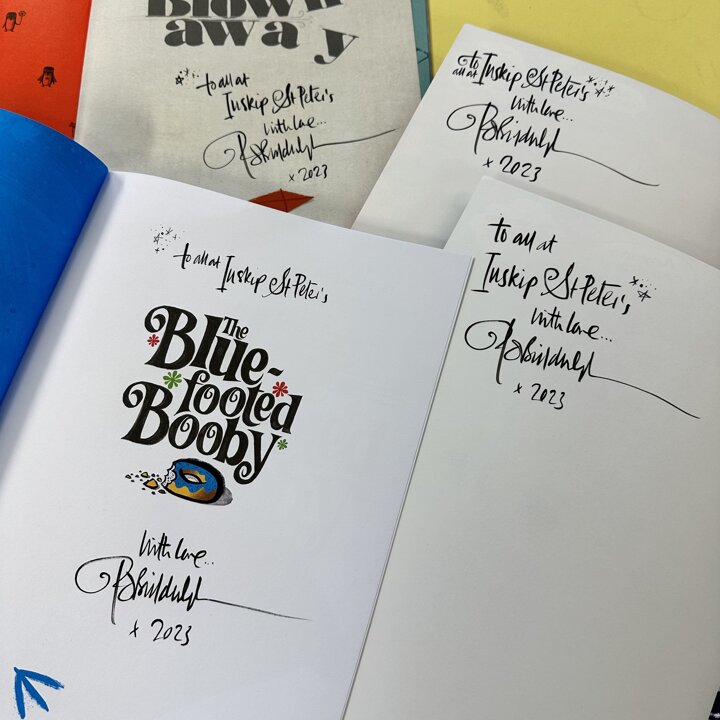 Blown
away
to all at
Inskip St Peter's
with love...
x 2023
to
all at Inskip St Peter's
with love...
x 2023
to all at
Inskip St Peter's
with love...
x 2023
to all at Inskip St Peter's
The
Blue-
footed
Booby
with love...
x 2023